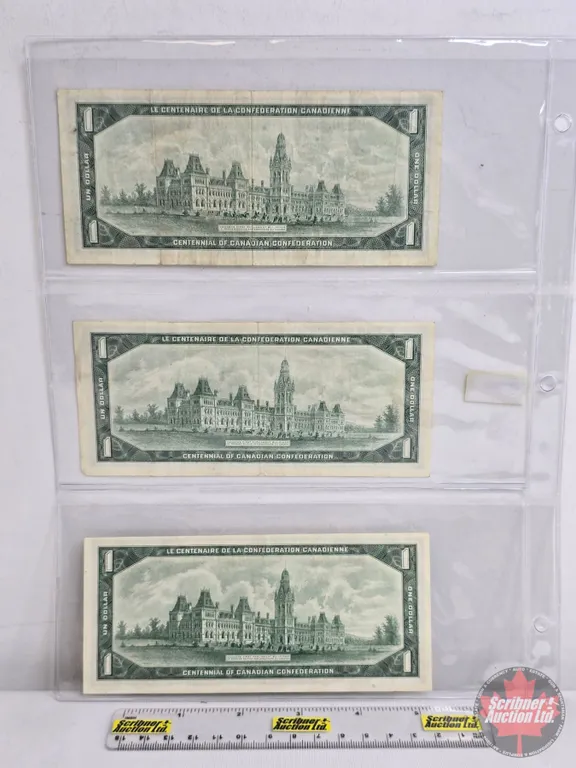 1 LE CENTENAIRE DE LA CONFEDERATION CANADIENNE 1
UN DOLLAR
ONE DOLLAR
1 CENTENNIAL OF CANADIAN CONFEDERATION 1
1 LE CENTENAIRE DE LA CONFEDERATION CANADIENNE 1
UN DOLLAR
ONE DOLLAR
1 CENTENNIAL OF CANADIAN CONFEDERATION 1
1 LE CENTENAIRE DE LA CONFEDERATION CANADIENNE 1
UN DOLLAR
ONE DOLLAR
1 CENTENNIAL OF CANADIAN CONFEDERATION 1
Scribner's
Auction Ltd.
Scribner's
Auction Ltd.
Scribner's
Auction Ltd.
Scribner's
Auction Ltd.